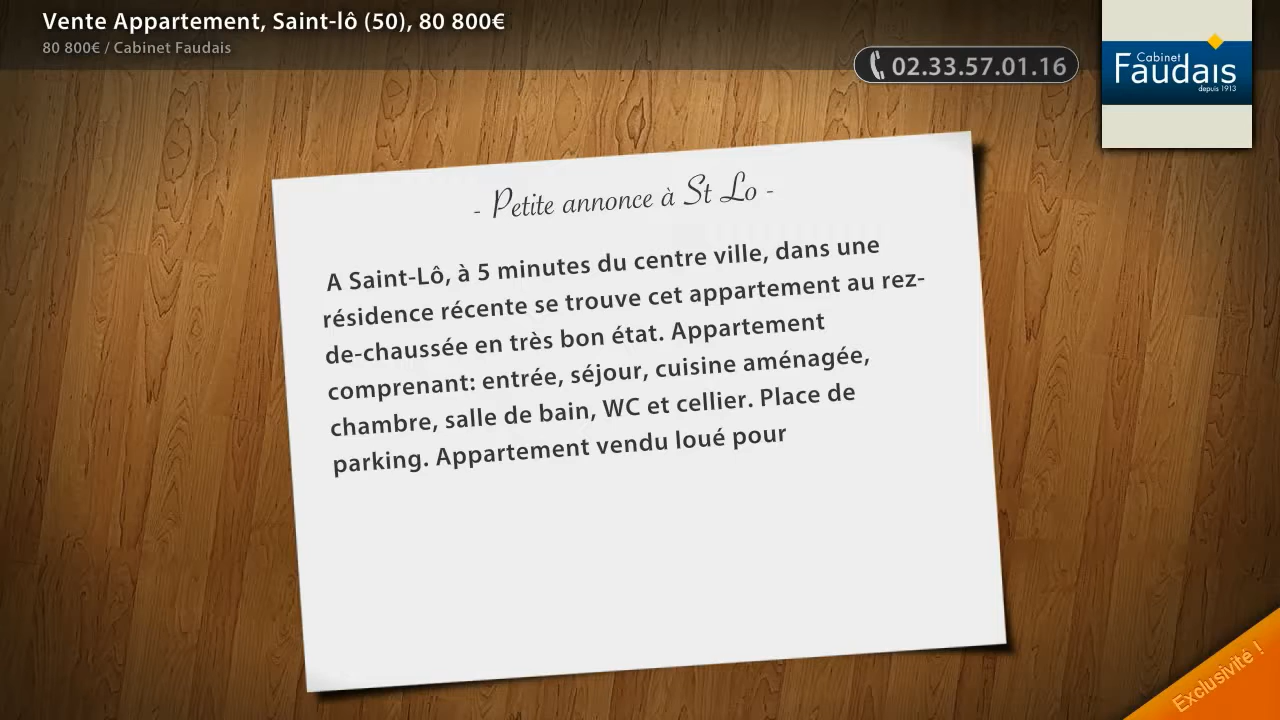 Vente Appartement, Saint-lô (50), 80 800€
80 800€ / Cabinet Faudais
02.33.57.01.16
Cabinet
Faudais
depuis 1913
- Petite annonce à St Lo -
A Saint-Lô, à 5 minutes du centre ville, dans une
résidence récente se trouve cet appartement au rez-
de-chaussée en très bon état. Appartement
comprenant: entrée, séjour, cuisine aménagée,
chambre, salle de bain, WC et cellier. Place de
parking. Appartement vendu loué pour
Exclusivité !